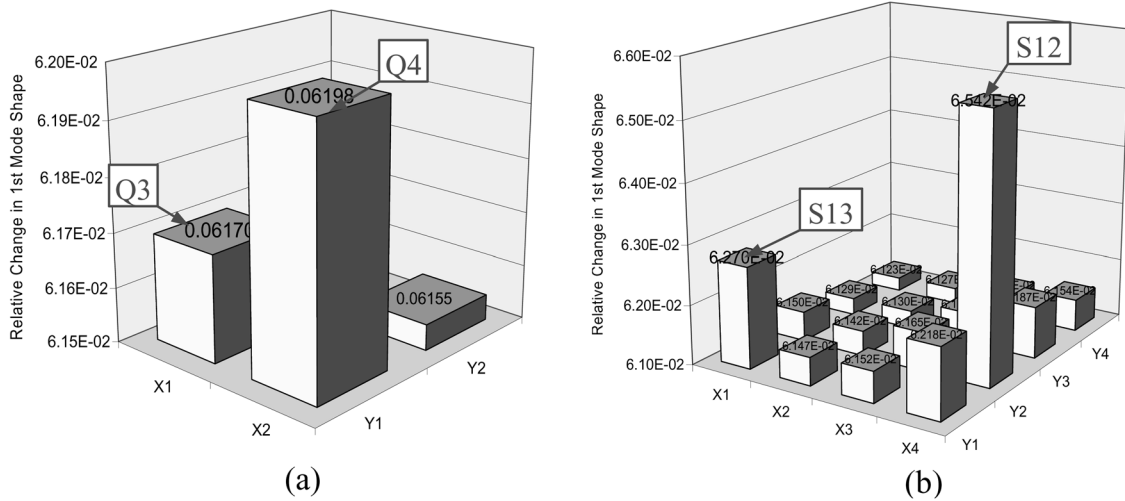 Relative Change in 1st Mode Shape
6.20E-02
6.19E-02
6.18E-02
6.17E-02
6.16E-02
6.15E-02
Q4
0.06198
Q3
0.06170
0.06155
X1
X2
Y1
Y2
(a)
Relative Change in 1st Mode Shape
6.60E-02
6.50E-02
6.40E-02
6.30E-02
6.20E-02
6.10E-02
S12
6.542E-02
S13
6.270E-02
6.123E-02
6.129E-02
6.150E-02
6.130E-02
6.154E-02
6.142E-02
6.165E-02
6.147E-02
6.152E-02
6.218E-02
X1
X2
X3
X4
Y1
Y2
Y3
Y4
(b)